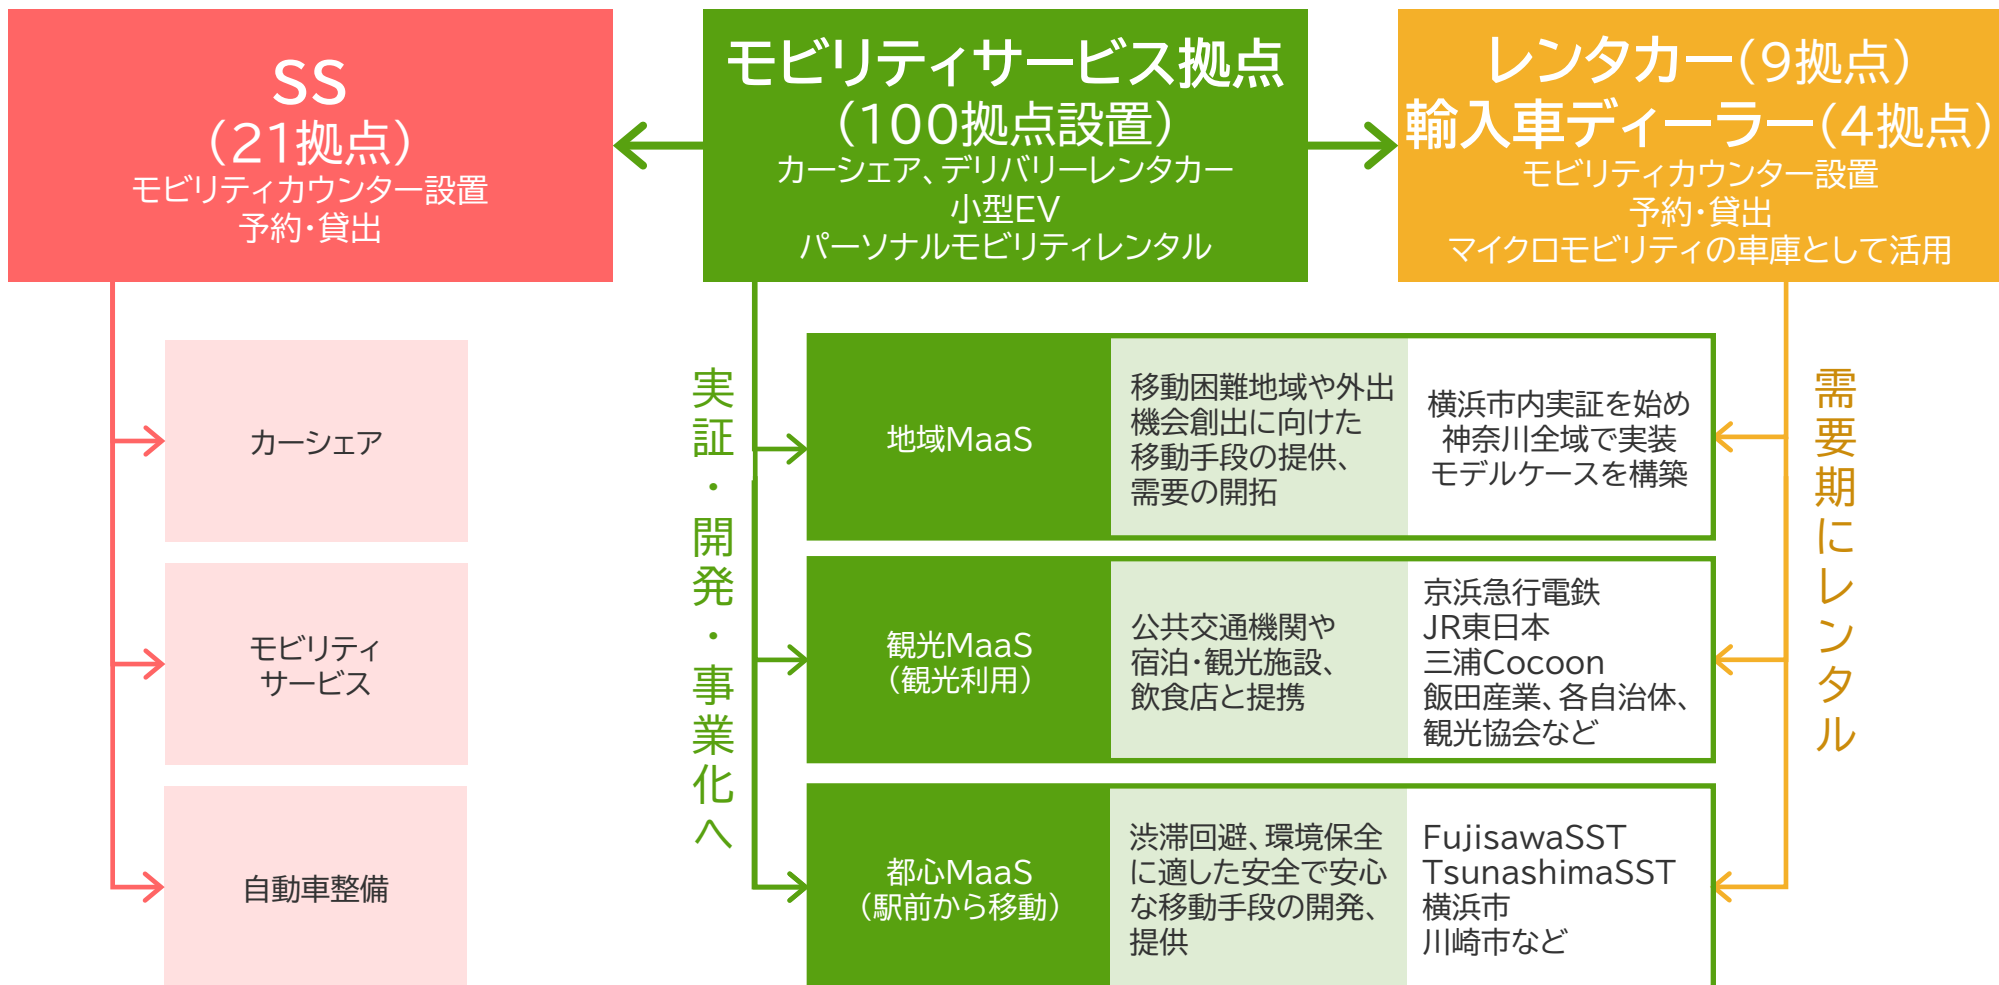 SS
（21拠点）
モビリティカウンター設置
予約・貸出
モビリティサービス拠点
（100拠点設置）
カーシェア、デリバリーレンタカー
小型EV
パーソナルモビリティレンタル
レンタカー（9拠点）
輸入車ディーラー（4拠点）
モビリティカウンター設置
予約・貸出
マイクロモビリティの車庫として活用
カーシェア
モビリティ
サービス
自動車整備
実証・開発・事業化へ
地域MaaS
移動困難地域や外出
機会創出に向けた
移動手段の提供、
需要の開拓
横浜市内実証を始め
神奈川全域で実装
モデルケースを構築
観光MaaS
（観光利用）
公共交通機関や
宿泊・観光施設、
飲食店と提携
京浜急行電鉄
JR東日本
三浦Cocoon
飯田産業、各自治体、
観光協会など
都心MaaS
（駅前から移動）
渋滞回避、環境保全
に適した安全で安心
な移動手段の開発、
提供
FujisawaSST
TsunashimaSST
横浜市
川崎市など
需要期にレンタル